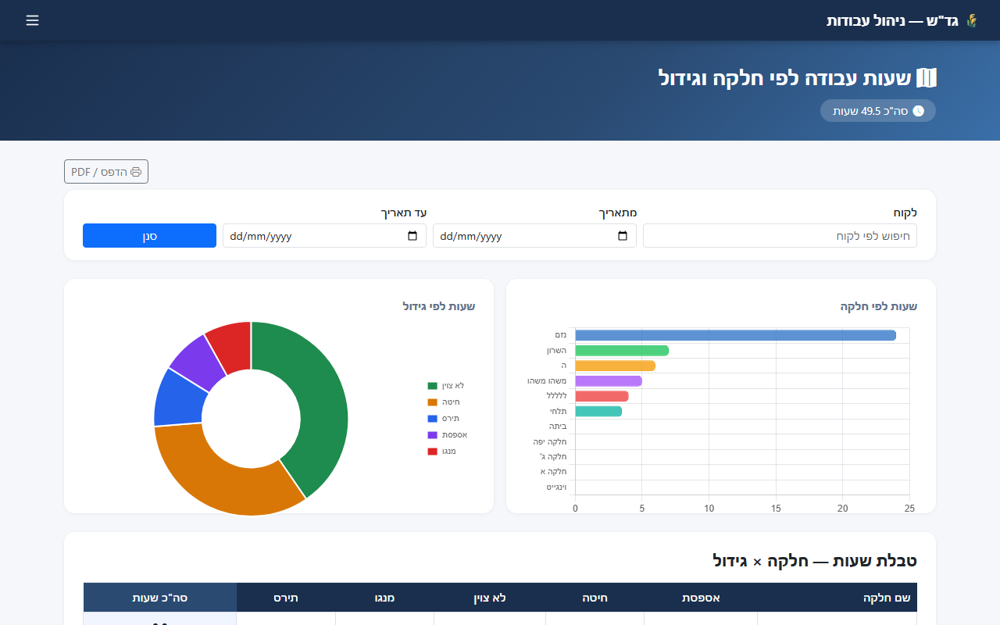 גד"ש — ניהול עבודות
שעות עבודה לפי חלקה וגידול
סה"כ 49.5 שעות
הדפס / PDF
לקוח
מתאריך
עד תאריך
חיפוש לפי לקוח
dd/mm/yyyy
dd/mm/yyyy
סנן
שעות לפי חלקה
נזם
השרון
ה
משהו משהו
ללללל
תלחי
ביתה
חלקה יפה
חלקה ג'
חלקה א
וינגייט
0 5 10 15 20 25
שעות לפי גידול
לא צוין
חיטה
תירס
אספסת
מנגו
טבלת שעות — חלקה × גידול
שם חלקה אספסת חיטה לא צוין מנגו תירס סה"כ שעות